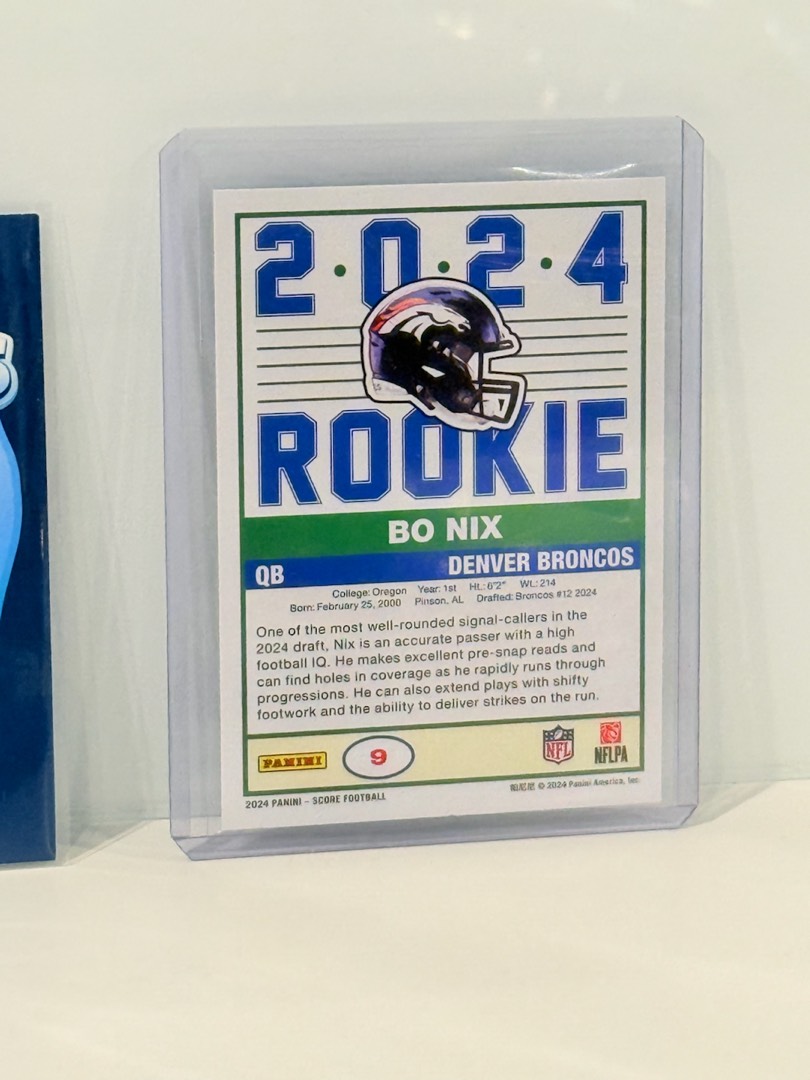 2·0·2·4
ROOKIE
BO NIX
QB DENVER BRONCOS
College: Oregon Year: 1st Ht.: 6'2" Wt.: 214
Born: February 25, 2000 Pinson, AL Drafted: Broncos #12 2024
One of the most well-rounded signal-callers in the
2024 draft, Nix is an accurate passer with a high
football IQ. He makes excellent pre-snap reads and
can find holes in coverage as he rapidly runs through
progressions. He can also extend plays with shifty
footwork and the ability to deliver strikes on the run.
PANINI 9 NFL NFLPA
2024 PANINI – SCORE FOOTBALL © 2024 Panini America, Inc.